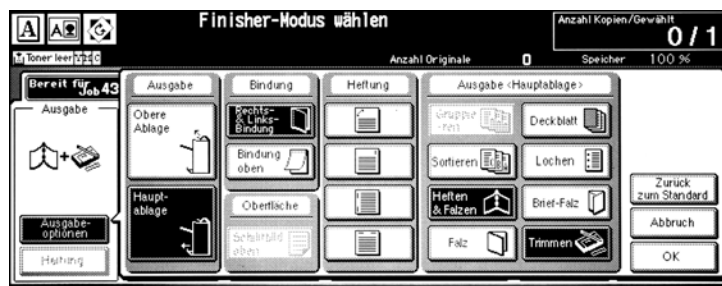 Finisher-Modus wählen
Anzahl Kopien/Gewählt
0 / 1
Toner leer
Anzahl Originale 0 Speicher 100 %
Bereit für Job 43
Ausgabe
Ausgabe-
optionen
Heftung
Ausgabe
Obere
Ablage
Haupt-
ablage
Bindung
Rechts-
& Links-
Bindung
Bindung
oben
Oberfläche
Schriftbild
oben
Heftung
Ausgabe <Hauptablage>
Gruppie
-ren
Deckblatt
Sortieren
Lochen
Heften
& Falzen
Brief-Falz
Falz
Trimmen
Zurück
zum Standard
Abbruch
OK